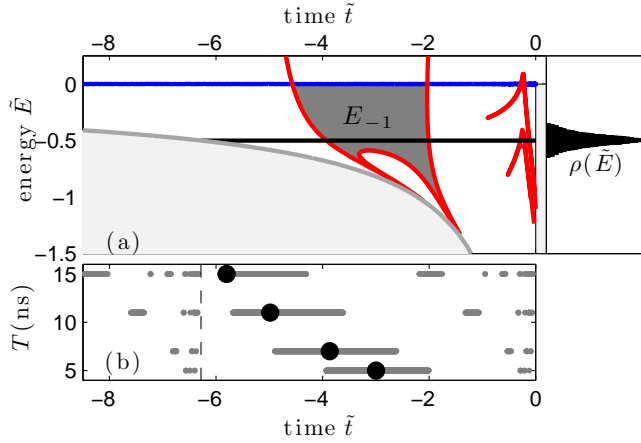 time t̃
−8 −6 −4 −2 0
energy Ẽ
0
−0.5
−1
−1.5
E₋₁
ρ(Ẽ)
(a)
T(ns)
15
10
5
(b)
−8 −6 −4 −2 0
time t̃